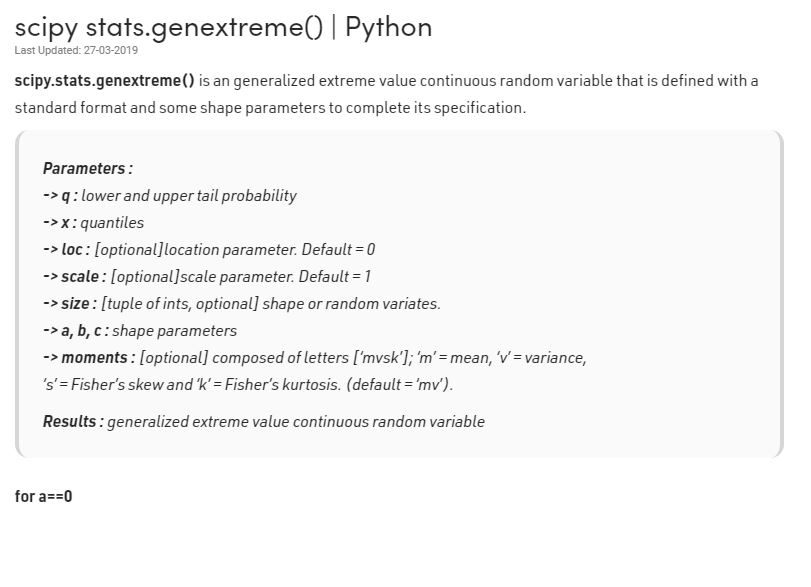 scipy stats.genextreme() | Python
Last Updated: 27-03-2019
scipy.stats.genextreme() is an generalized extreme value continuous random variable that is defined with a
standard format and some shape parameters to complete its specification.
Parameters :
-> q : lower and upper tail probability
-> x : quantiles
-> loc : [optional]location parameter. Default = 0
-> scale : [optional]scale parameter. Default = 1
-> size : [tuple of ints, optional] shape or random variates.
-> a, b, c : shape parameters
-> moments : [optional] composed of letters [‘mvsk’]; ‘m’ = mean, ‘v’ = variance,
‘s’ = Fisher’s skew and ‘k’ = Fisher’s kurtosis. (default = ‘mv’).
Results : generalized extreme value continuous random variable
for a==0